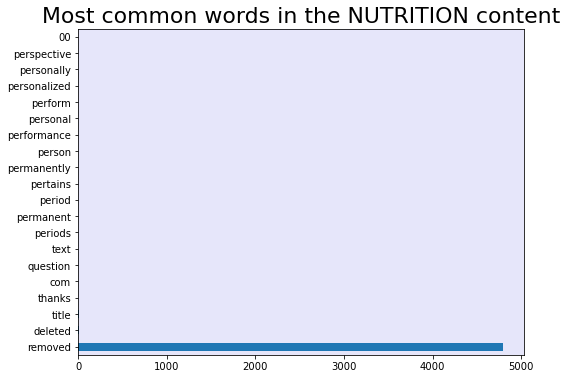 Most common words in the NUTRITION content
00
perspective
personally
personalized
perform
personal
performance
person
permanently
pertains
period
permanent
periods
text
question
com
thanks
title
deleted
removed
0 1000 2000 3000 4000 5000